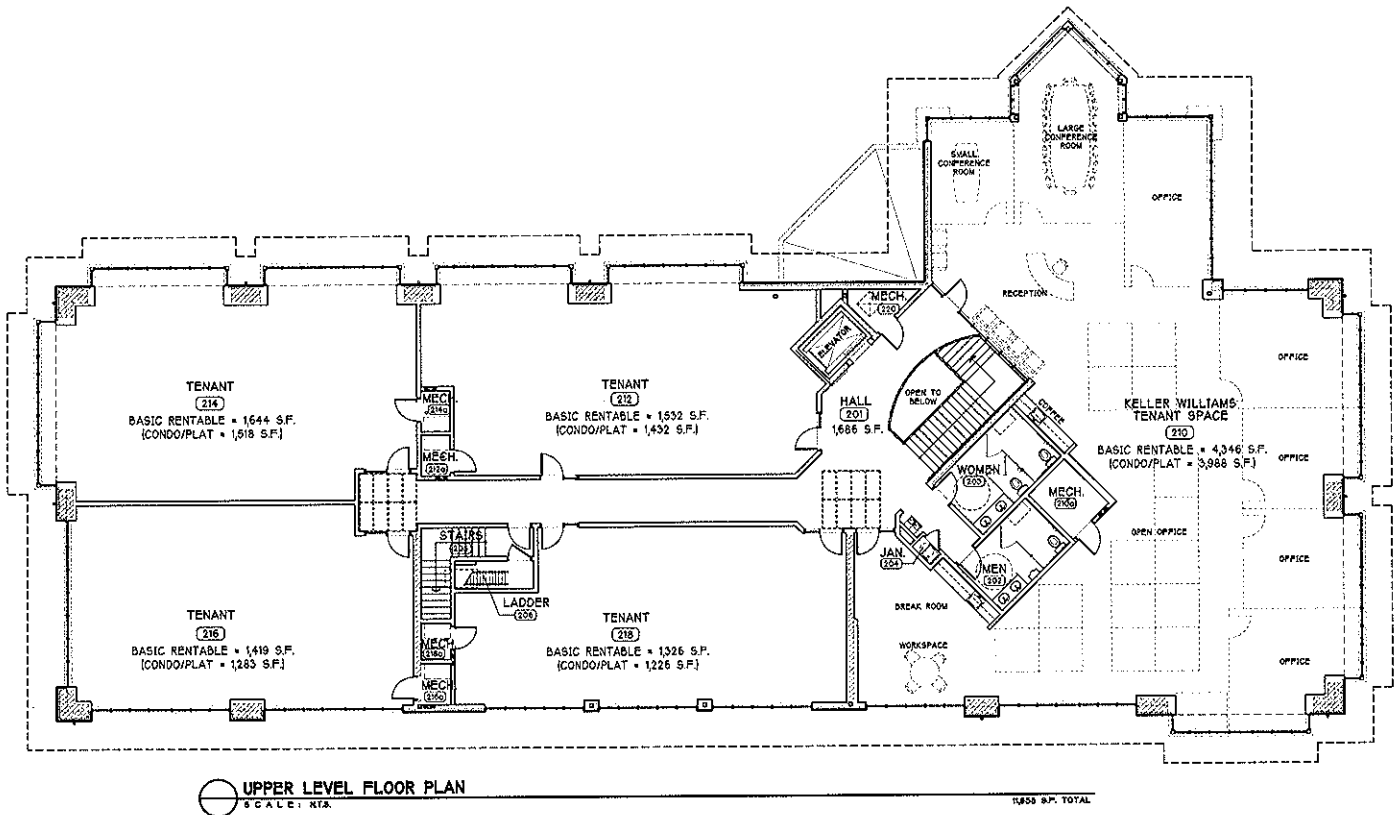 LARGE
CONFERENCE
ROOM
SMALL
CONFERENCE
ROOM
OFFICE
RECEPTION
MECH.
220
ELEVATOR
OPEN TO
BELOW
HALL
201
1,686 S.F.
OFFICE
TENANT
214
BASIC RENTABLE = 1,644 S.F.
(CONDO/PLAT = 1,518 S.F.)
MECH.
214a
MECH.
212a
TENANT
212
BASIC RENTABLE = 1,532 S.F.
(CONDO/PLAT = 1,432 S.F.)
COFFEE
KELLER WILLIAMS
TENANT SPACE
210
BASIC RENTABLE = 4,346 S.F.
(CONDO/PLAT = 3,988 S.F.)
OFFICE
OFFICE
WOMEN
203
MECH.
210a
OPEN OFFICE
STAIRS
JAN.
204
MEN
202
OFFICE
LADDER
BREAK ROOM
WORKSPACE
TENANT
216
BASIC RENTABLE = 1,419 S.F.
(CONDO/PLAT = 1,283 S.F.)
MECH.
218a
MECH.
216a
TENANT
218
BASIC RENTABLE = 1,326 S.F.
(CONDO/PLAT = 1,226 S.F.)
OFFICE
UPPER LEVEL FLOOR PLAN
SCALE: N.T.S.
S.F. TOTAL